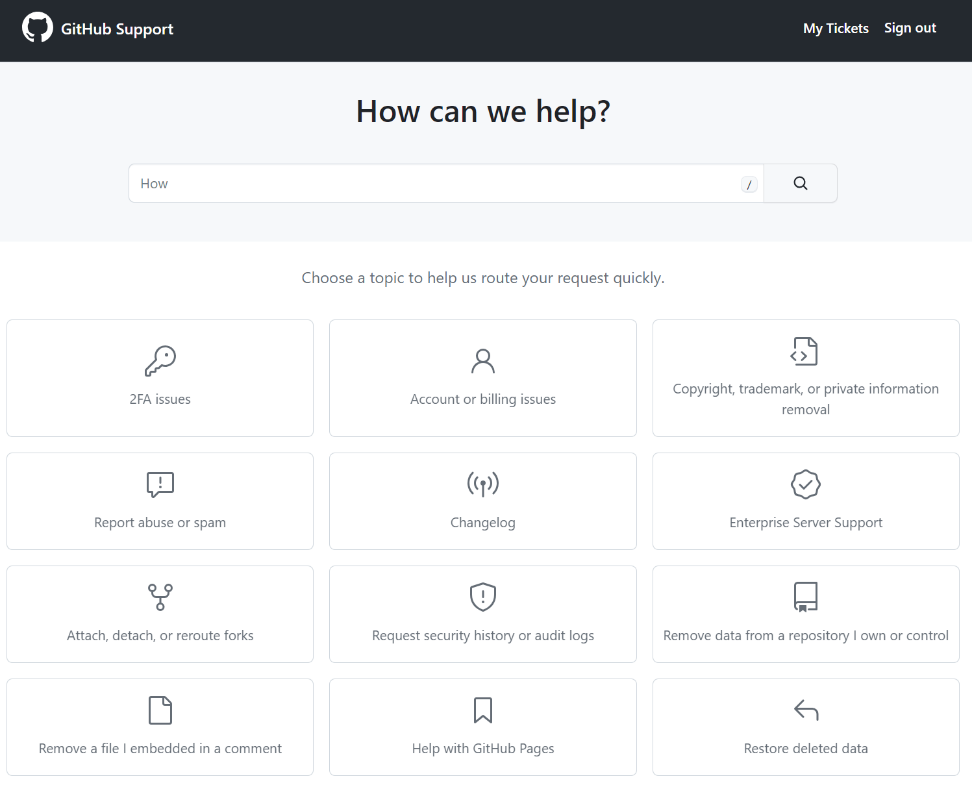 GitHub Support
My Tickets
Sign out
How can we help?
How
/
Choose a topic to help us route your request quickly.
2FA issues
Account or billing issues
Copyright, trademark, or private information
removal
Report abuse or spam
Changelog
Enterprise Server Support
Attach, detach, or reroute forks
Request security history or audit logs
Remove data from a repository I own or control
Remove a file I embedded in a comment
Help with GitHub Pages
Restore deleted data